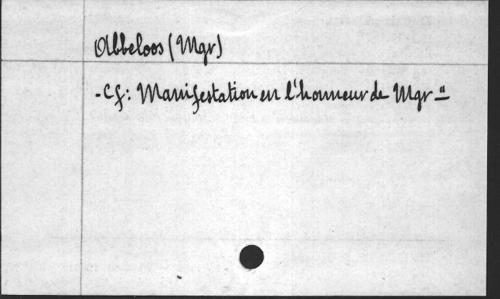 Abbeloos (Mgr)
- Cf: Manifestation en l'honneur de Mgr _"